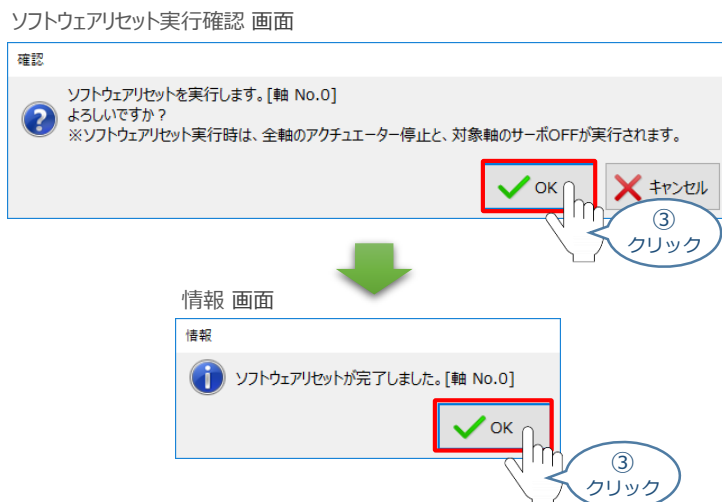 ソフトウェアリセット実行確認 画面
確認
ソフトウェアリセットを実行します。[軸 No.0]
よろしいですか？
※ソフトウェアリセット実行時は、全軸のアクチュエーター停止と、対象軸のサーボOFFが実行されます。
OK
キャンセル
③
クリック
情報 画面
情報
ソフトウェアリセットが完了しました。[軸 No.0]
OK
③
クリック